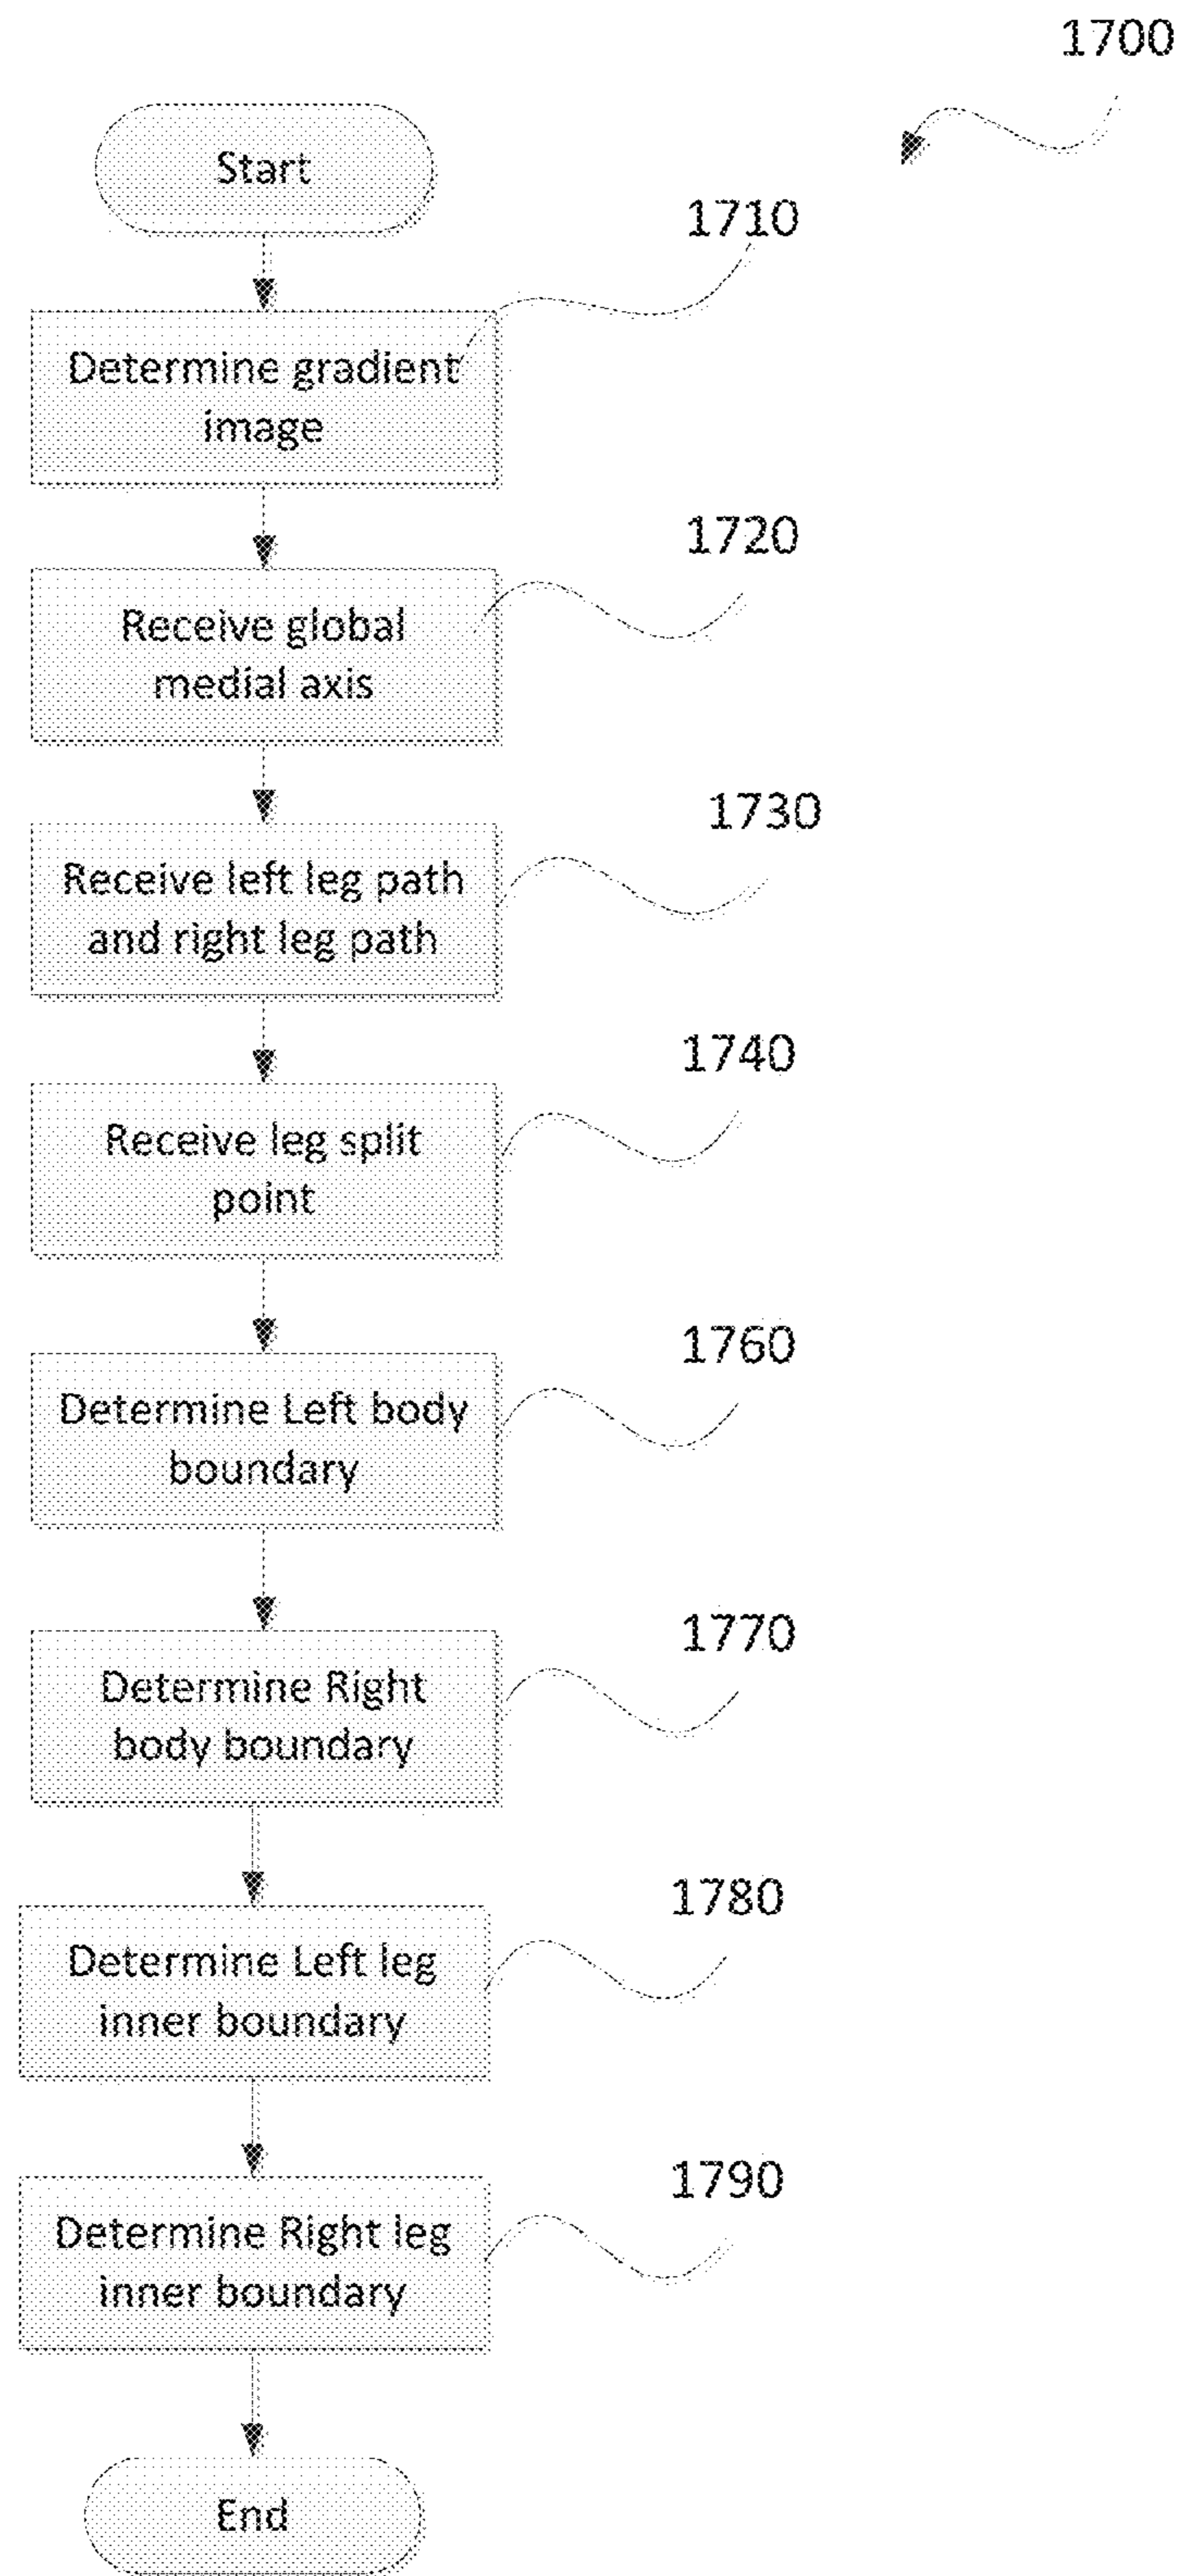 1700
Start
1710
Determine gradient
image
1720
Receive global
medial axis
1730
Receive left leg path
and right leg path
1740
Receive leg split
point
1760
Determine Left body
boundary
1770
Determine Right
body boundary
1780
Determine Left leg
inner boundary
1790
Determine Right leg
inner boundary
End